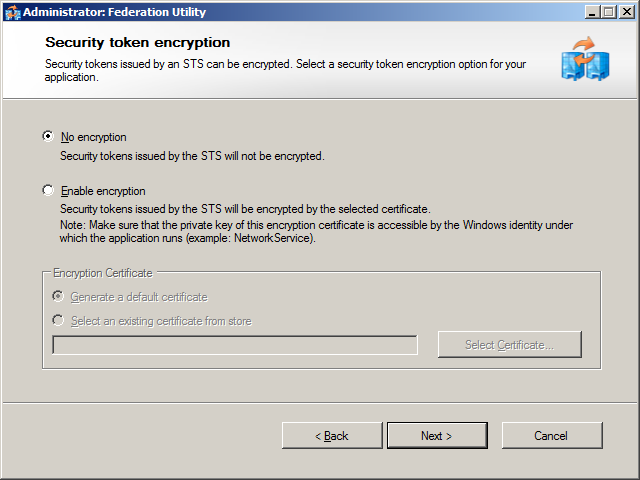 Administrator: Federation Utility
Security token encryption
Security tokens issued by an STS can be encrypted. Select a security token encryption option for your
application.
No encryption
Security tokens issued by the STS will not be encrypted.
Enable encryption
Security tokens issued by the STS will be encrypted by the selected certificate.
Note: Make sure that the private key of this encryption certificate is accessible by the Windows identity under
which the application runs (example: NetworkService).
Encryption Certificate
Generate a default certificate
Select an existing certificate from store
Select Certificate...
< Back
Next >
Cancel